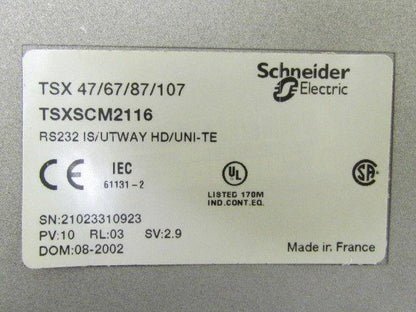 TSX 47/67/87/107
Schneider
Electric
TSXSCM2116
RS232 IS/UTWAY HD/UNI-TE
CE
IEC
61131-2
UL
LISTED 170M
IND.CONT.EQ.
SA
SN:21023310923
PV:10 RL:03 SV:2.9
DOM:08-2002
Made in France